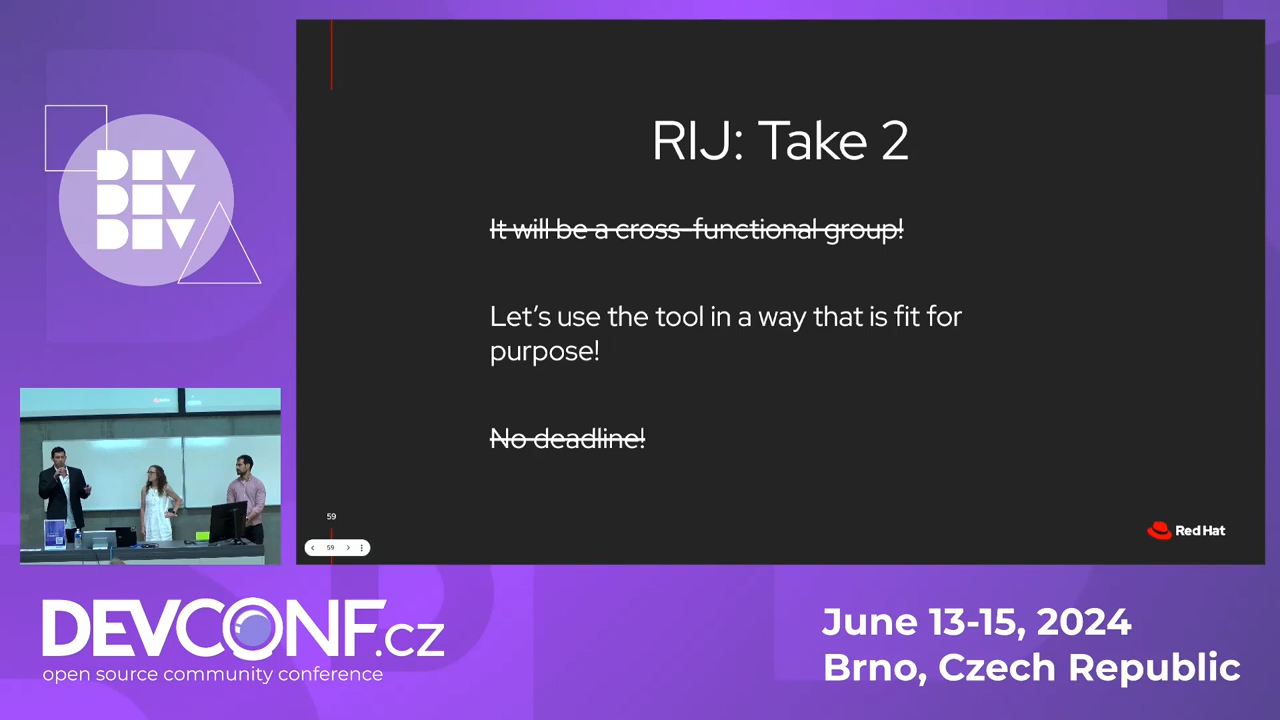 DEV
DEV
DEV
RIJ: Take 2
It will be a cross-functional group!
Let's use the tool in a way that is fit for
purpose!
No deadline!
59
59
Red Hat
DEVCONF.cz
open source community conference
June 13-15, 2024
Brno, Czech Republic